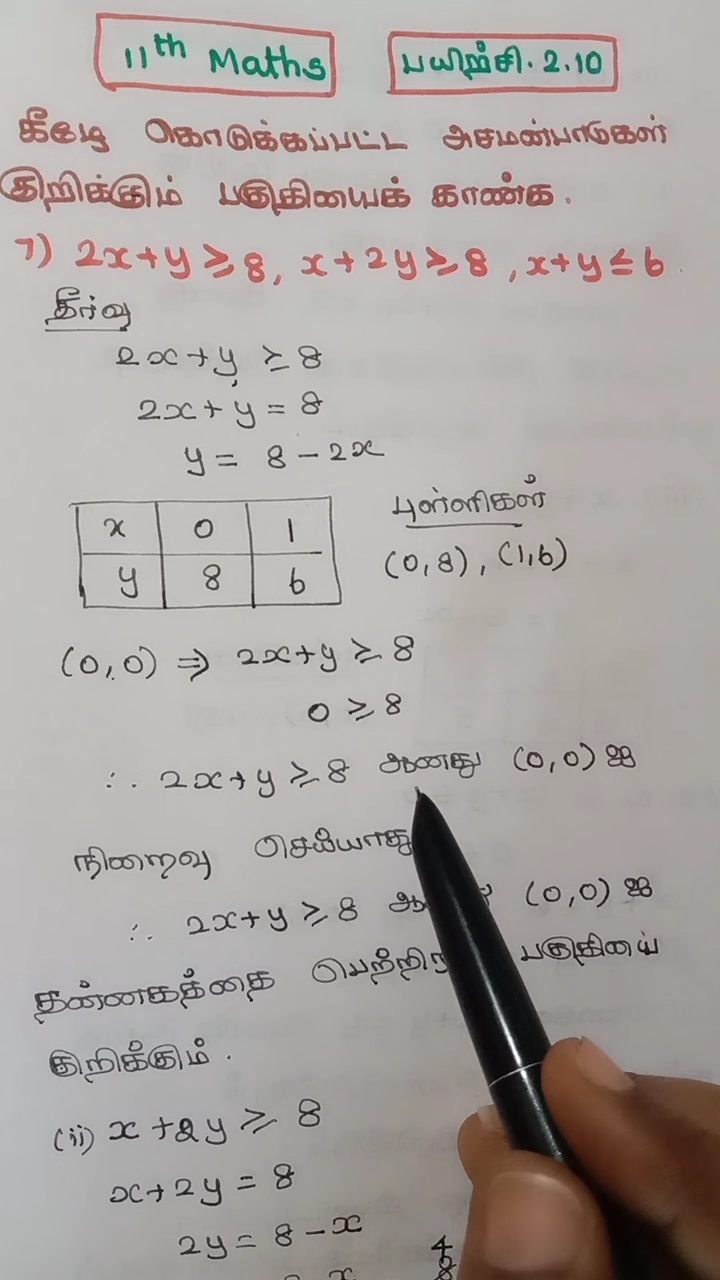 11th Maths
பயிற்சி. 2.10
கீழே கொடுக்கப்பட்ட அசமன்பாடுகள்
குறிக்கும் பகுதியைக் காண்க.
7) 2x+y ≥ 8, x+2y ≥ 8, x+y ≤ 6.
தீர்வு
2x+y ≥ 8
2x+y = 8
y = 8 - 2x
x 0 1
y 8 6
புள்ளிகள்
(0,8), (1,6)
(0,0) ⇒ 2x+y ≥ 8
0 ≥ 8
∴ 2x+y ≥ 8 ஆனது (0,0) ஐ
நிறைவு செய்யாது
∴ 2x+y ≥ 8 (0,0) ஐ
தன்னகத்தை பகுதியை
குறிக்கும்.
(ii) x+2y ≥ 8
x+2y = 8
2y = 8 - x